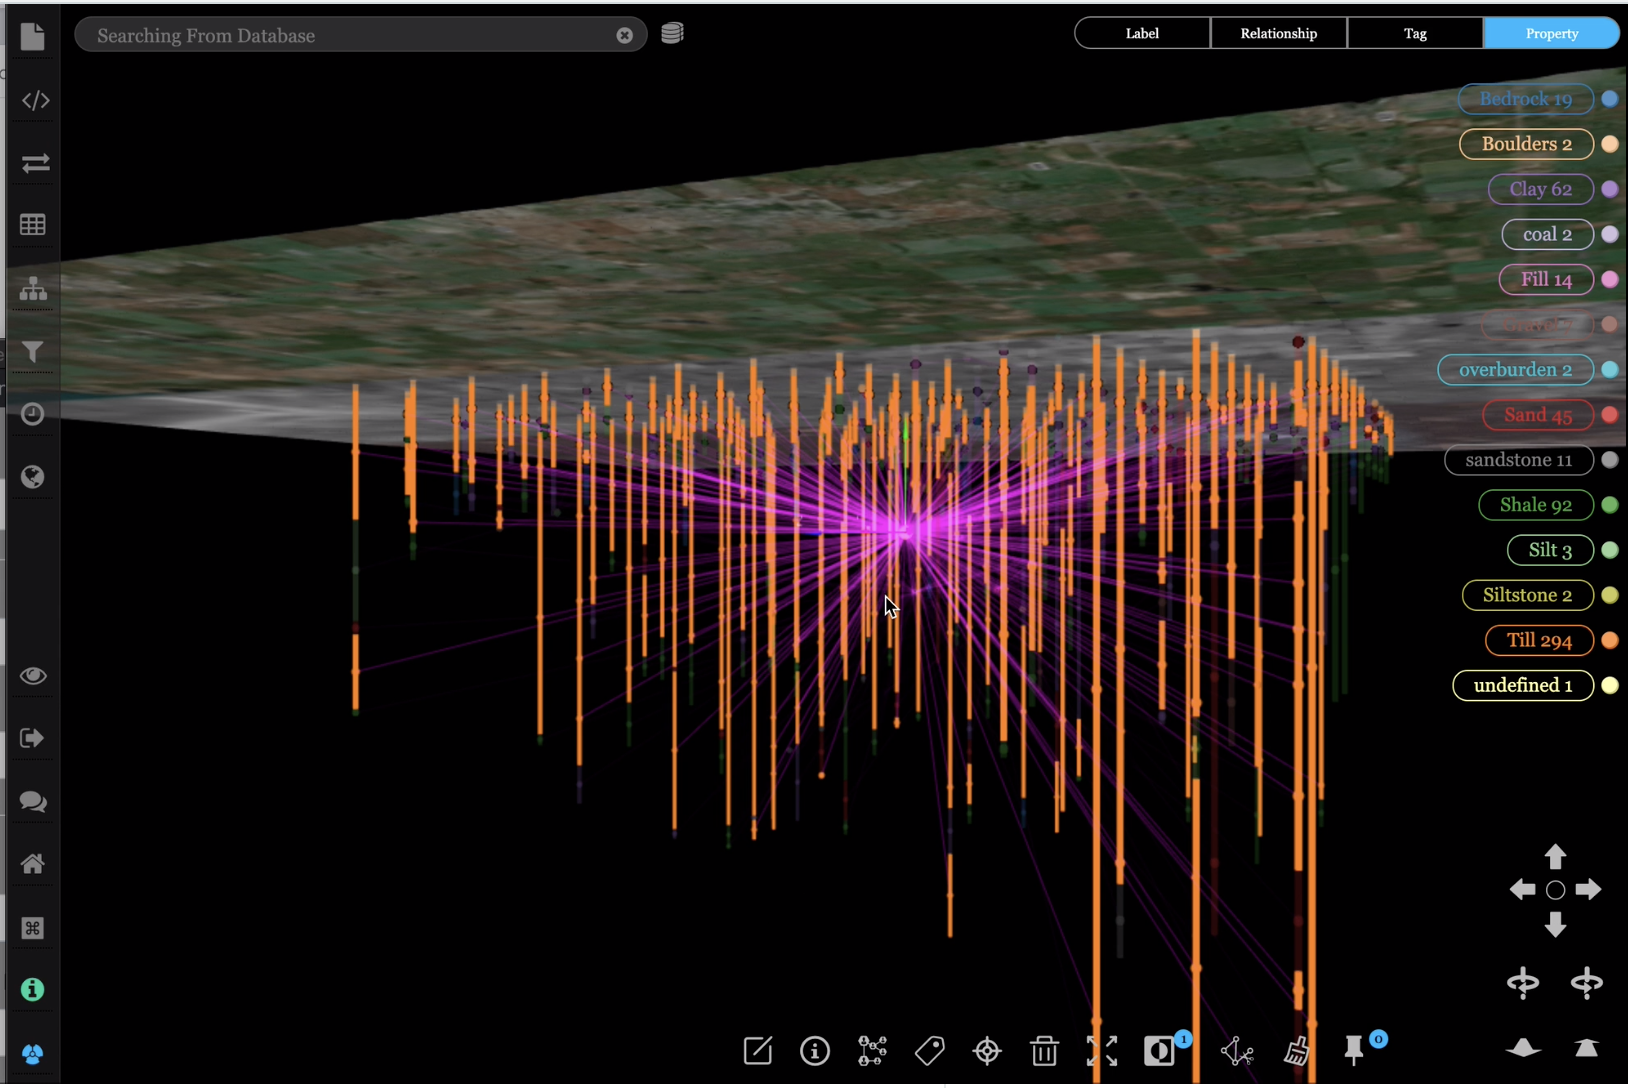 Searching From Database
Label
Relationship
Tag
Property
Bedrock 19
Boulders 2
Clay 62
coal 2
Fill 14
overburden 2
Sand 45
sandstone 11
Shale 92
Silt 3
Siltstone 2
Till 294
undefined 1
1
0